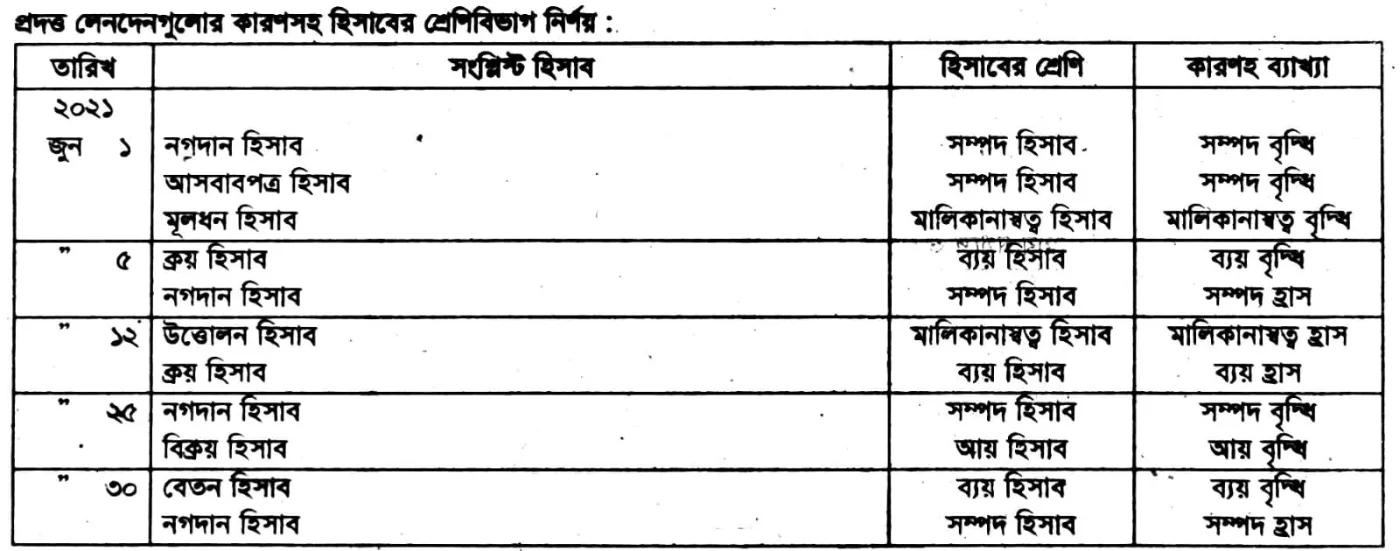 প্রদত্ত লেনদেনগুলোর কারণসহ হিসাবের শ্রেণিবিভাগ নির্ণয় :
তারিখ সংশ্লিস্ট হিসাব হিসাবের শ্রেণি কারণহ ব্যাখ্যা
২০২১
জুন ১ নগদান হিসাব সম্পদ হিসাব সম্পদ বৃদ্ধি
আসবাবপত্র হিসাব সম্পদ হিসাব সম্পদ বৃদ্ধি
মূলধন হিসাব মালিকানাস্বত্ব হিসাব মালিকানাস্বত্ব বৃদ্ধি
" ৫ ক্রয় হিসাব ব্যয় হিসাব ব্যয় বৃদ্ধি
নগদান হিসাব সম্পদ হিসাব সম্পদ হ্রাস
" ১২ উত্তোলন হিসাব মালিকানাস্বত্ব হিসাব মালিকানাস্বত্ব হ্রাস
ক্রয় হিসাব ব্যয় হিসাব ব্যয় হ্রাস
" ২৫ নগদান হিসাব সম্পদ হিসাব সম্পদ বৃদ্ধি
বিক্রয় হিসাব আয় হিসাব আয় বৃদ্ধি
" ৩০ বেতন হিসাব ব্যয় হিসাব ব্যয় বৃদ্ধি
নগদান হিসাব সম্পদ হিসাব সম্পদ হ্রাস